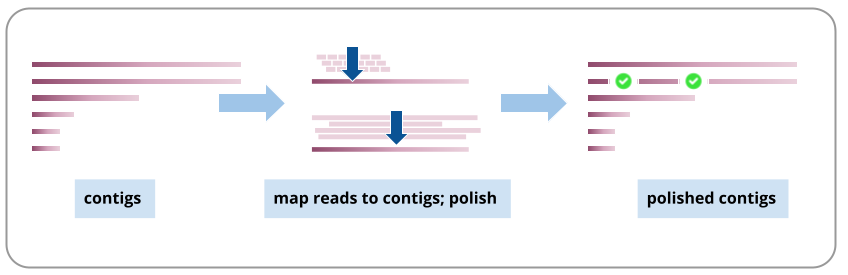 contigs
map reads to contigs; polish
polished contigs